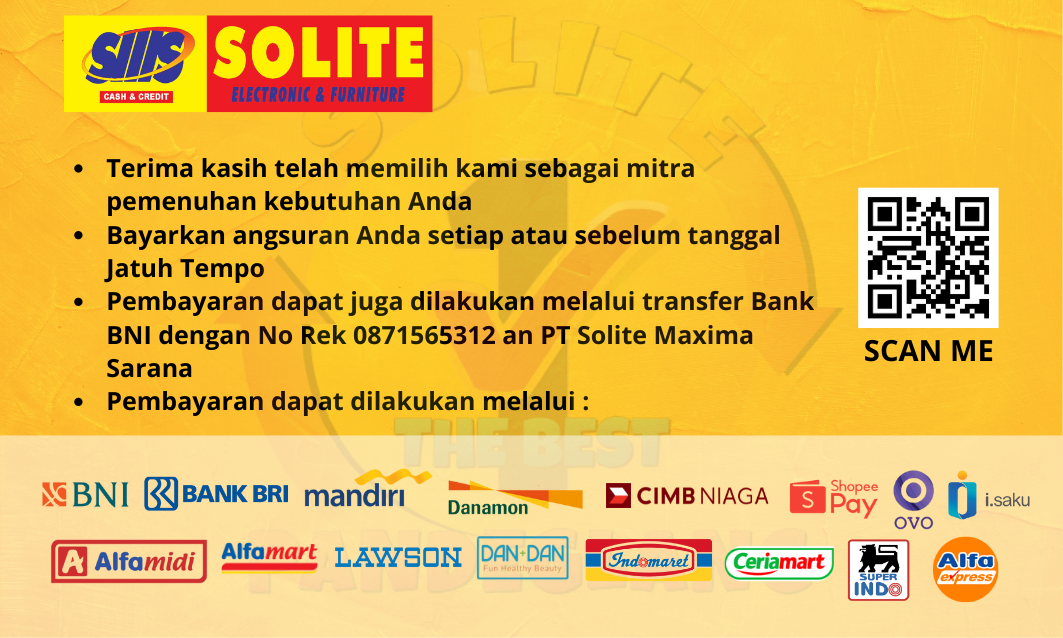 SMS
CASH & CREDIT
SOLITE
ELECTRONIC & FURNITURE
SOLITE
• Terima kasih telah memilih kami sebagai mitra
pemenuhan kebutuhan Anda
• Bayarkan angsuran Anda setiap atau sebelum tanggal
Jatuh Tempo
• Pembayaran dapat juga dilakukan melalui transfer Bank
BNI dengan No Rek 0871565312 an PT Solite Maxima
Sarana
• Pembayaran dapat dilakukan melalui :
SCAN ME
THE BEST
BNI
BANK BRI
mandiri
Danamon
CIMB NIAGA
Shopee
Pay
S
OVO
i.saku
Alfamidi
Alfamart
LAWSON
DAN+DAN
Fun Healthy Beauty
Indomaret
Ceriamart
SUPER
INDO
Alfa
express